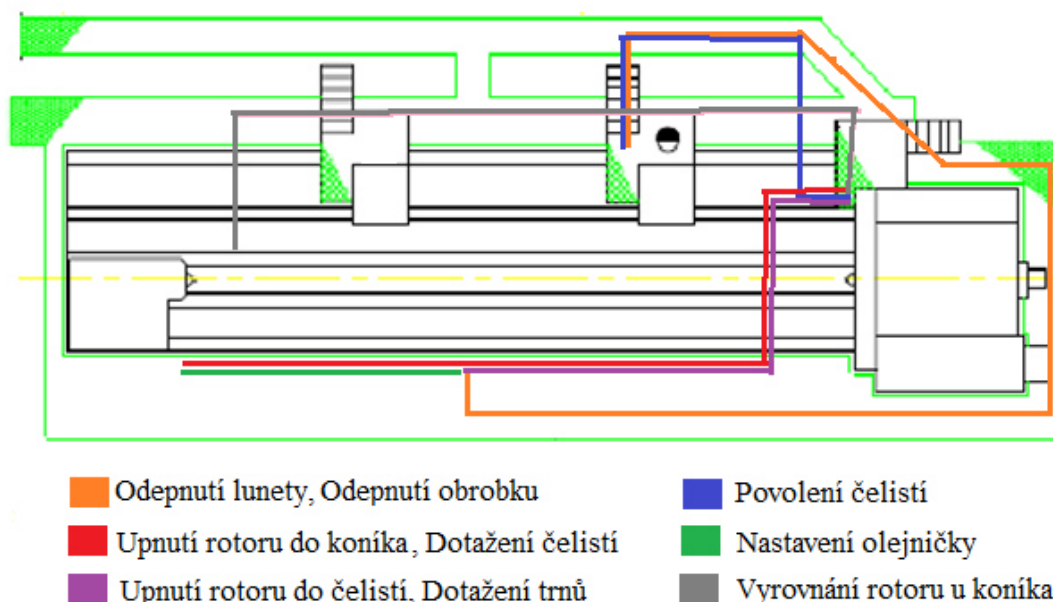 Odepnutí lunety, Odepnutí obrobku
Povolení čelistí
Upnutí rotoru do koníka , Dotažení čelistí
Nastavení olejničky
Upnutí rotoru do čelistí, Dotažení trnů
Vyrovnání rotoru u koníka